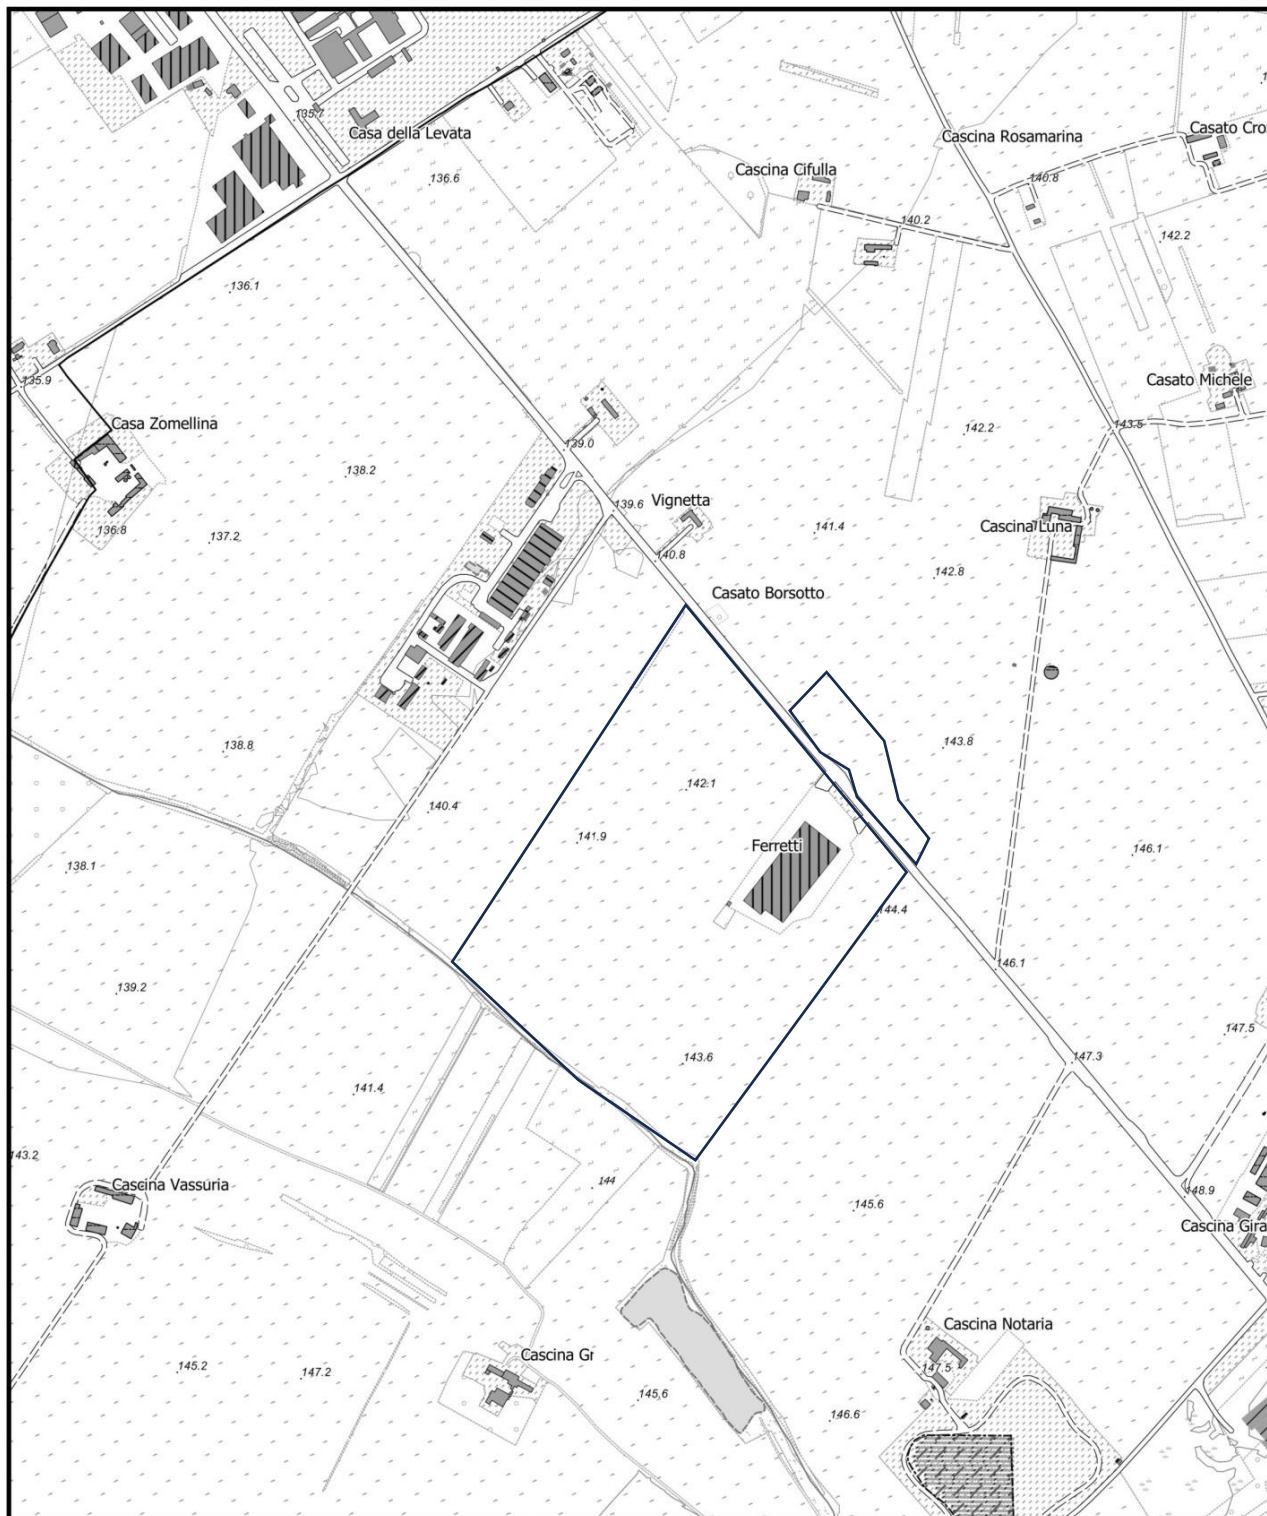 135.7
Casa della Levata
Cascina Rosamarina
Casato Cro
136.6
Cascina Cifulla
140.8
140.2
142.2
136.1
135.9
Casato Michele
Casa Zomellina
143.5
142.2
139.0
138.2
Vignetta
139.6
141.4
Cascina Luna
136.8
137.2
140.8
142.8
Casato Borsotto
138.8
143.8
142.1
140.4
141.9
Ferretti
146.1
138.1
144.4
146.1
139.2
147.5
143.6
147.3
141.4
143.2
Cascina Vassuria
144
148.9
145.6
Cascina Gira
Cascina Notaria
Cascina Gr
145.2
147.2
147.5
145.6
146.6